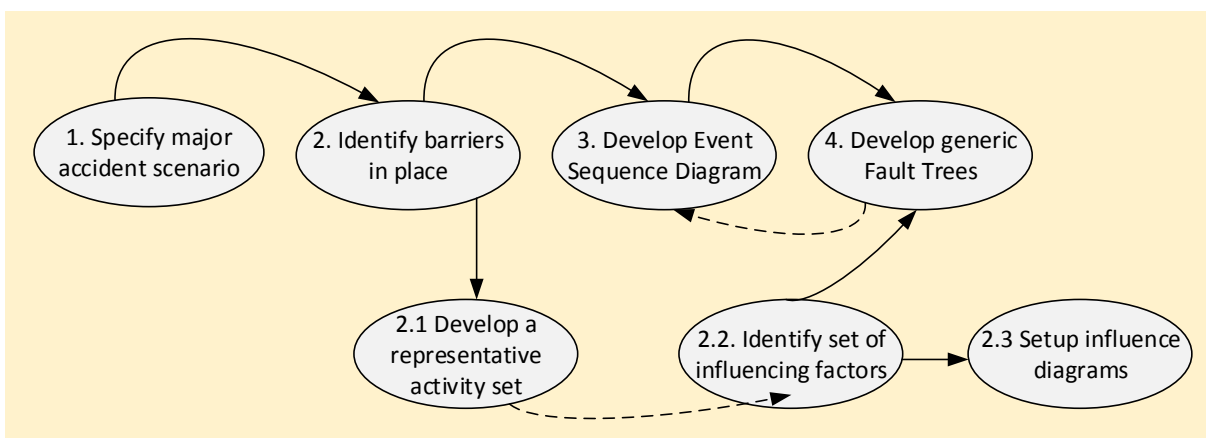 1. Specify major
accident scenario
2. Identify barriers
in place
3. Develop Event
Sequence Diagram
4. Develop generic
Fault Trees
2.1 Develop a
representative
activity set
2.2. Identify set of
influencing factors
2.3 Setup influence
diagrams